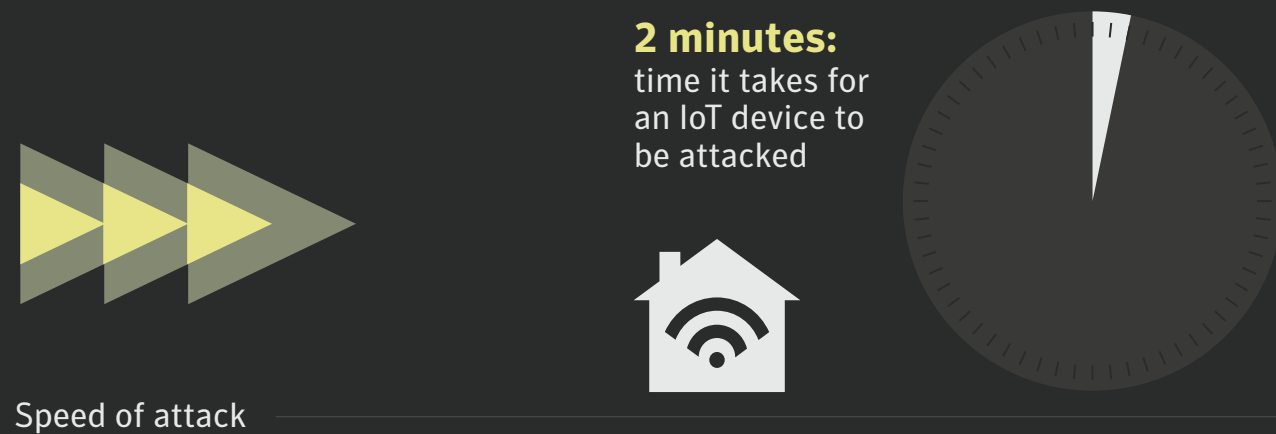 2 minutes:
time it takes for
an IoT device to
be attacked
Speed of attack